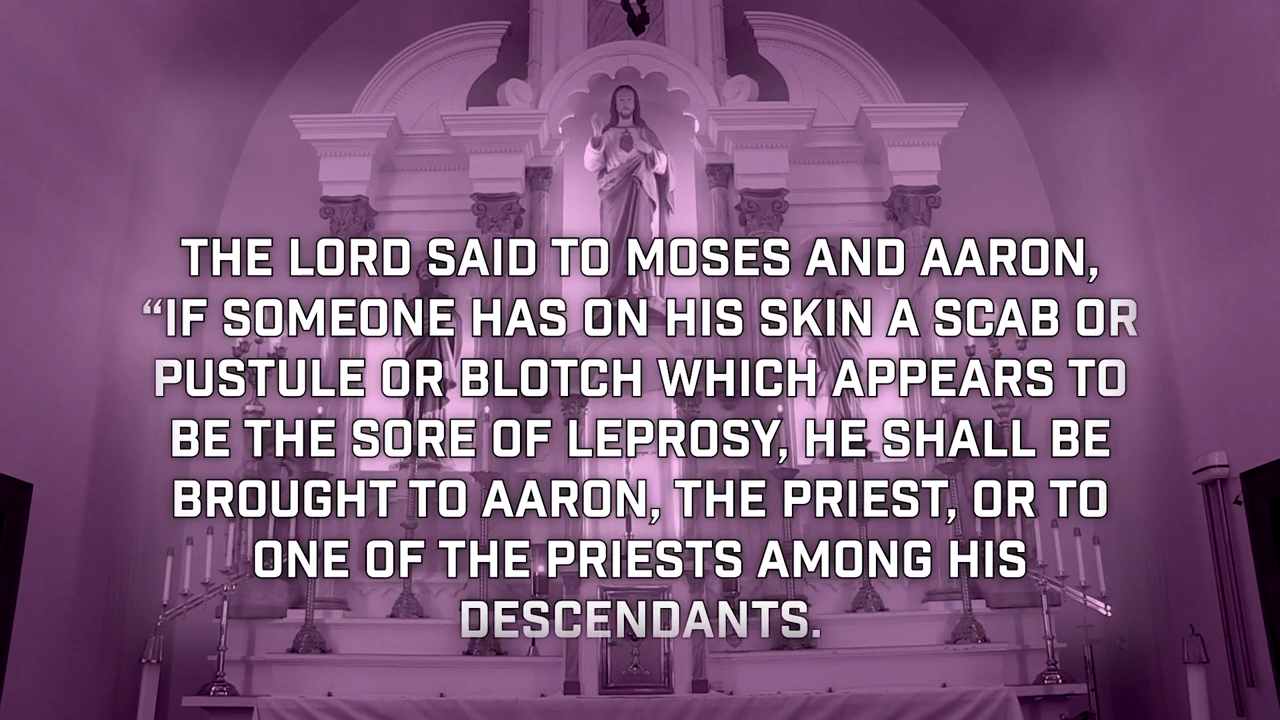 THE LORD SAID TO MOSES AND AARON,
“IF SOMEONE HAS ON HIS SKIN A SCAB OR
PUSTULE OR BLOTCH WHICH APPEARS TO
BE THE SORE OF LEPROSY, HE SHALL BE
BROUGHT TO AARON, THE PRIEST, OR TO
ONE OF THE PRIESTS AMONG HIS
DESCENDANTS.